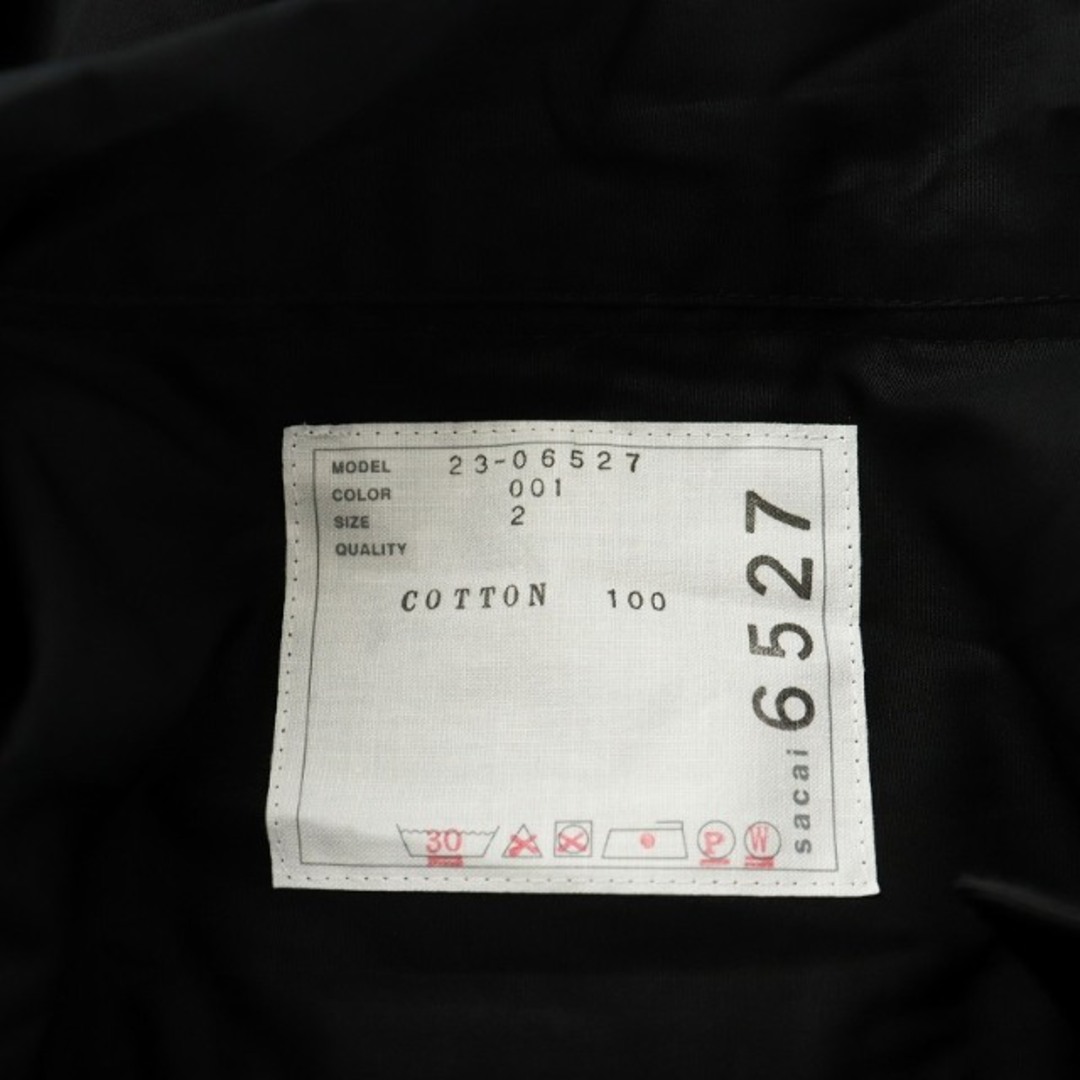 MODEL 23-06527
COLOR 001
SIZE 2
QUALITY
COTTON 100
sacai 6527
30
P
W